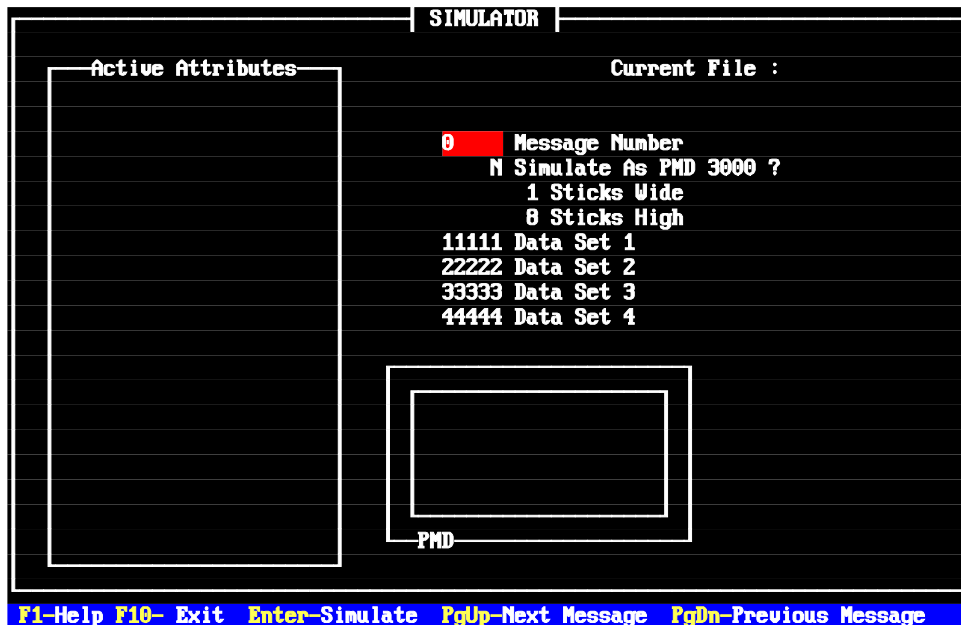 SIMULATOR
Active Attributes
Current File :
0 Message Number
N Simulate As PMD 3000 ?
1 Sticks Wide
8 Sticks High
11111 Data Set 1
22222 Data Set 2
33333 Data Set 3
44444 Data Set 4
PMD
F1-Help F10- Exit Enter-Simulate PgUp-Next Message PgDn-Previous Message